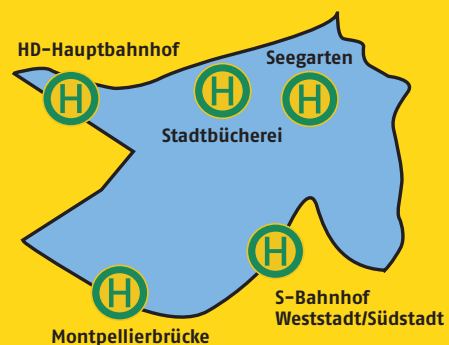 HD-Hauptbahnhof
Seegarten
H
H
H
Stadtbücherei
H
H
S-Bahnhof
Weststadt/Südstadt
Montpellierbrücke